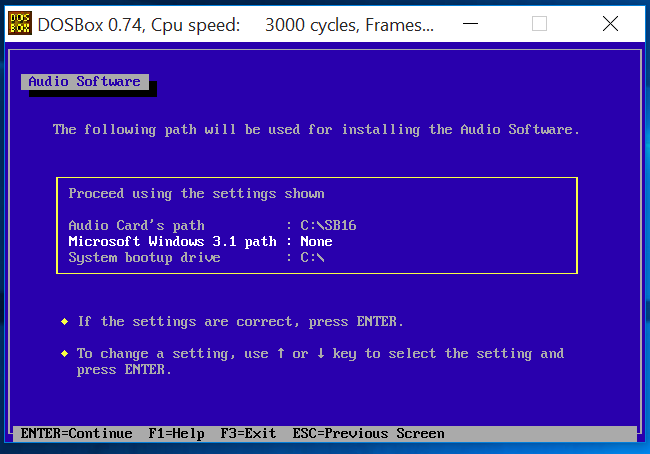 DOS
BOX
DOSBox 0.74, Cpu speed: 3000 cycles, Frames...
Audio Software
The following path will be used for installing the Audio Software.
Proceed using the settings shown
Audio Card's path : C:\SB16
Microsoft Windows 3.1 path : None
System bootup drive : C:\
◆ If the settings are correct, press ENTER.
◆ To change a setting, use ↑ or ↓ key to select the setting and
press ENTER.
ENTER=Continue F1=Help F3=Exit ESC=Previous Screen